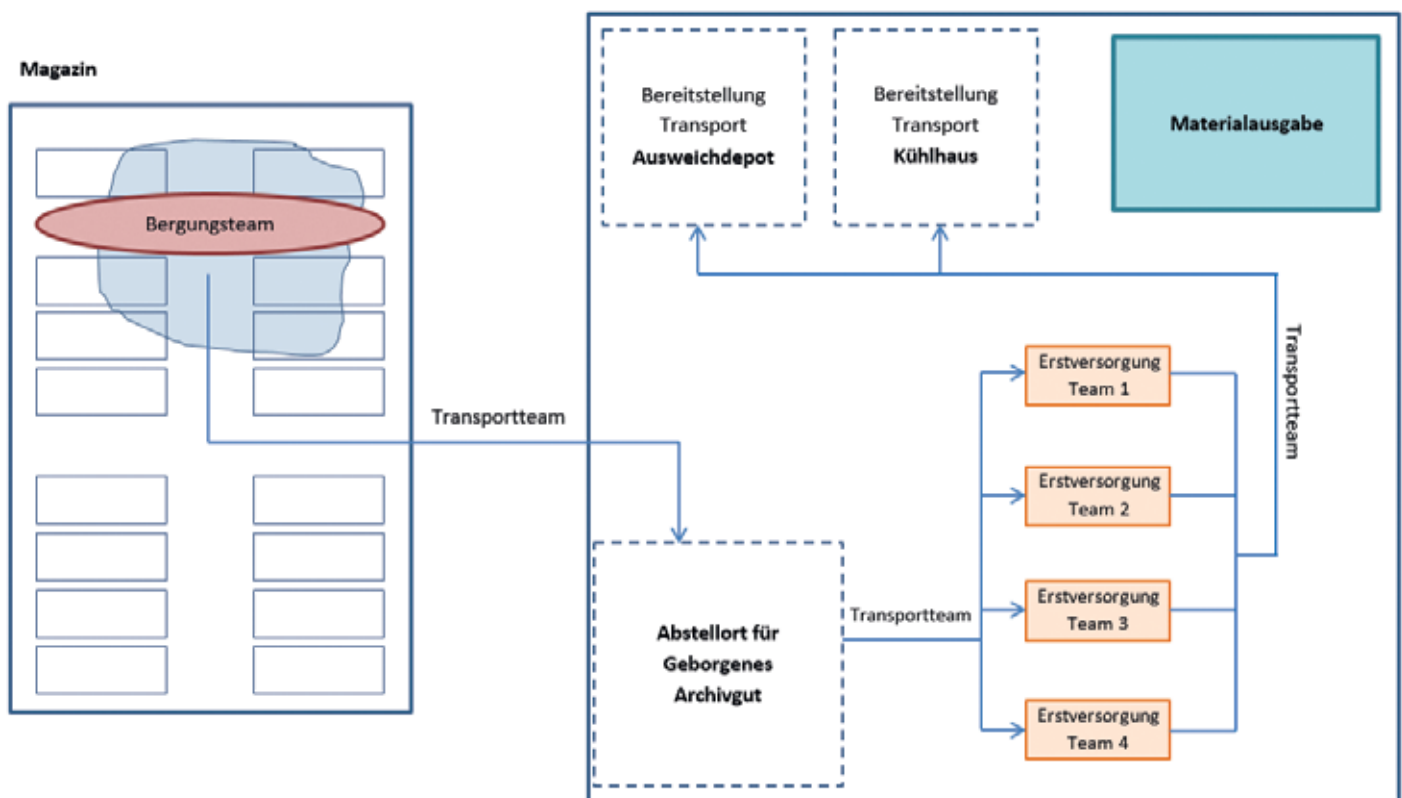 Magazin
Bergungsteam
Transportteam
Bereitstellung
Transport
Ausweichdepot
Bereitstellung
Transport
Kühlhaus
Materialausgabe
Abstellort für
Geborgenes
Archivgut
Transportteam
Erstversorgung
Team 1
Erstversorgung
Team 2
Erstversorgung
Team 3
Erstversorgung
Team 4
Transportteam